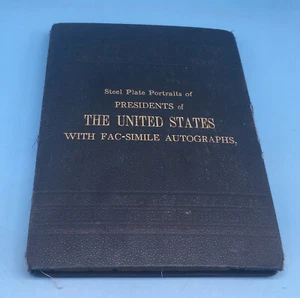 Steel Plate Portraits of
PRESIDENTS of
THE UNITED STATES
WITH FAC-SIMILE AUTOGRAPHS.